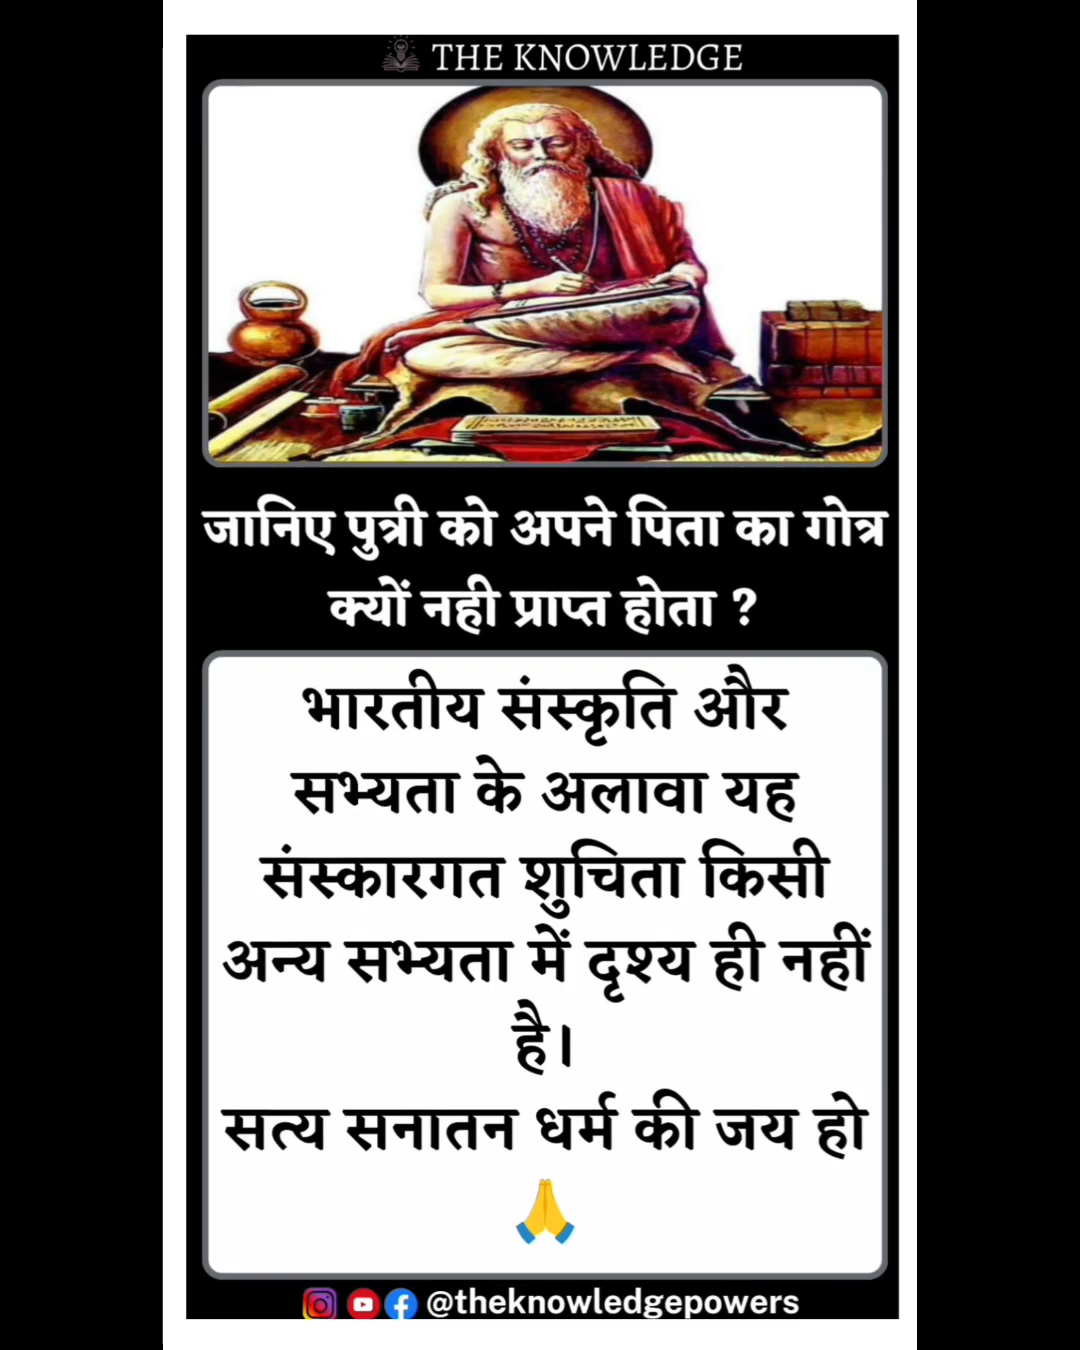 THE KNOWLEDGE
जानिए पुत्री को अपने पिता का गोत्र
क्यों नही प्राप्त होता ?
भारतीय संस्कृति और
सभ्यता के अलावा यह
संस्कारगत शुचिता किसी
अन्य सभ्यता में दृश्य ही नहीं
है।
सत्य सनातन धर्म की जय हो
🙏
@theknowledgepowers